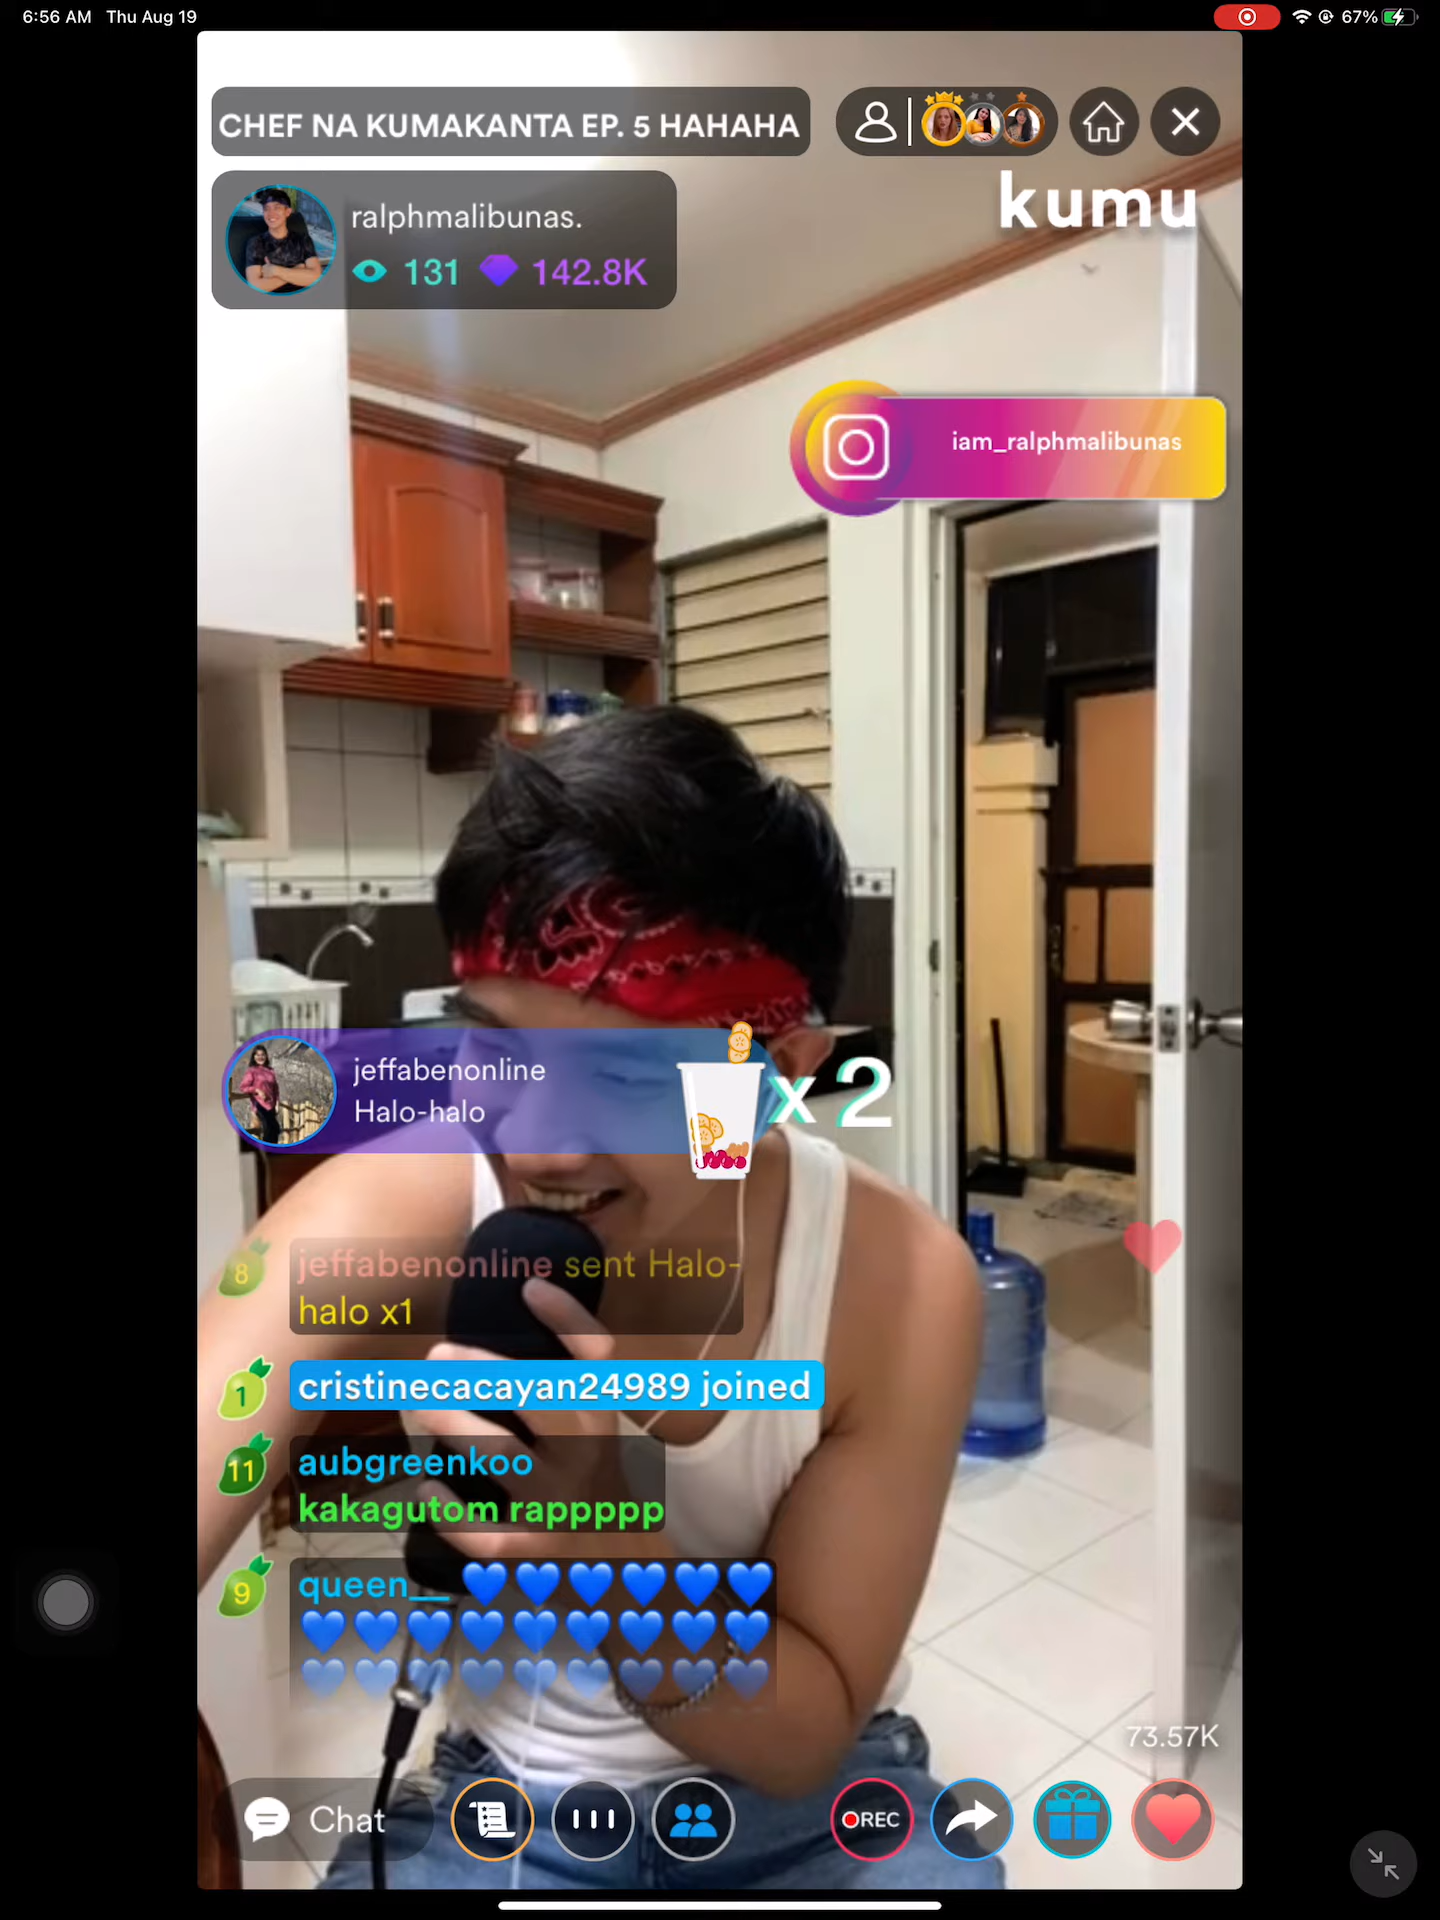 6:56 AM Thu Aug 19
67%
CHEF NA KUMAKANTA EP. 5 HAHAHA
kumu
ralphmalibunas.
131 142.8K
iam_ralphmalibunas
jeffabenonline
Halo-halo
x 2
8
jeffabenonline sent Halo-
halo x1
1
cristinecacayan24989 joined
11
aubgreenkoo
kakagutom rappppp
9
queen__ 💙💙💙💙💙💙
💙💙💙💙💙💙💙💙💙
💙💙💙💙💙💙💙💙💙
73.57K
Chat
REC